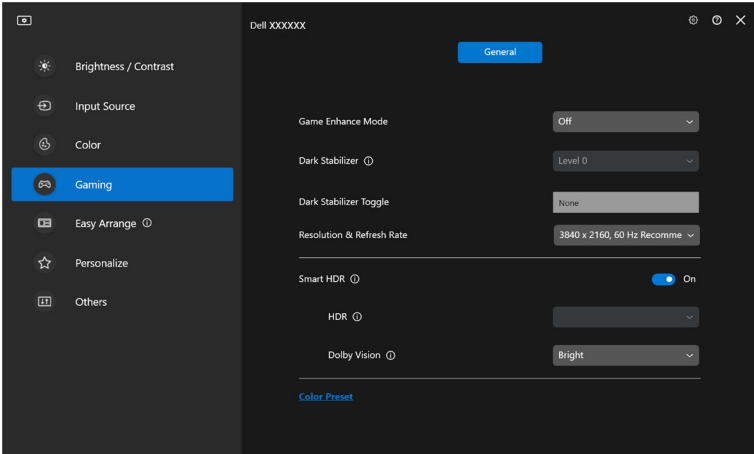 Dell XXXXXX
General
Brightness / Contrast
Input Source
Color
Gaming
Easy Arrange
Personalize
Others
Game Enhance Mode Off
Dark Stabilizer Level 0
Dark Stabilizer Toggle None
Resolution & Refresh Rate 3840 x 2160, 60 Hz Recomme
Smart HDR On
HDR
Dolby Vision Bright
Color Preset